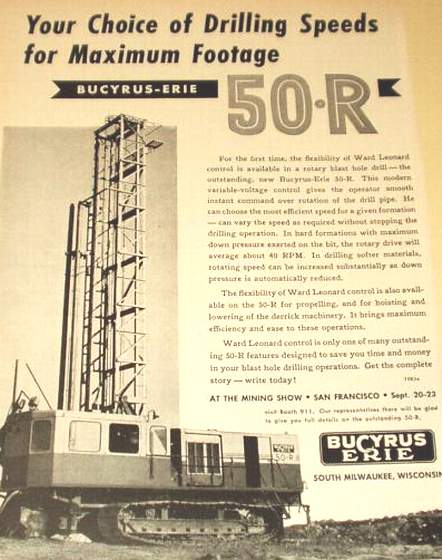 Your Choice of Drilling Speeds
for Maximum Footage
BUCYRUS-ERIE
50-R
For the first time, the flexibility of Ward Leonard
control is available in a rotary blast hole drill — the
outstanding, new Bucyrus-Erie 50-R. This modern
variable-voltage control gives the operator smooth
instant command over rotation of the drill pipe. He
can choose the most efficient speed for a given formation
— can vary the speed as required without stopping the
drilling operation. In hard formations with maximum
down pressure exerted on the bit, the rotary drive will
average about 40 RPM. In drilling softer materials,
rotating speed can be increased substantially as down
pressure is automatically reduced.
The flexibility of Ward Leonard control is also avail-
able on the 50-R for propelling, and for hoisting and
lowering of the derrick machinery. It brings maximum
efficiency and ease to these operations.
Ward Leonard control is only one of many outstand-
ing 50-R features designed to save you time and money
in your blast hole drilling operations. Get the complete
story — write today!
AT THE MINING SHOW • SAN FRANCISCO • Sept. 20-23
visit Booth 911. Our representatives there will be glad
to give you full details on the outstanding 50-R.
50-R
BUCYRUS
ERIE
SOUTH MILWAUKEE, WISCONSIN